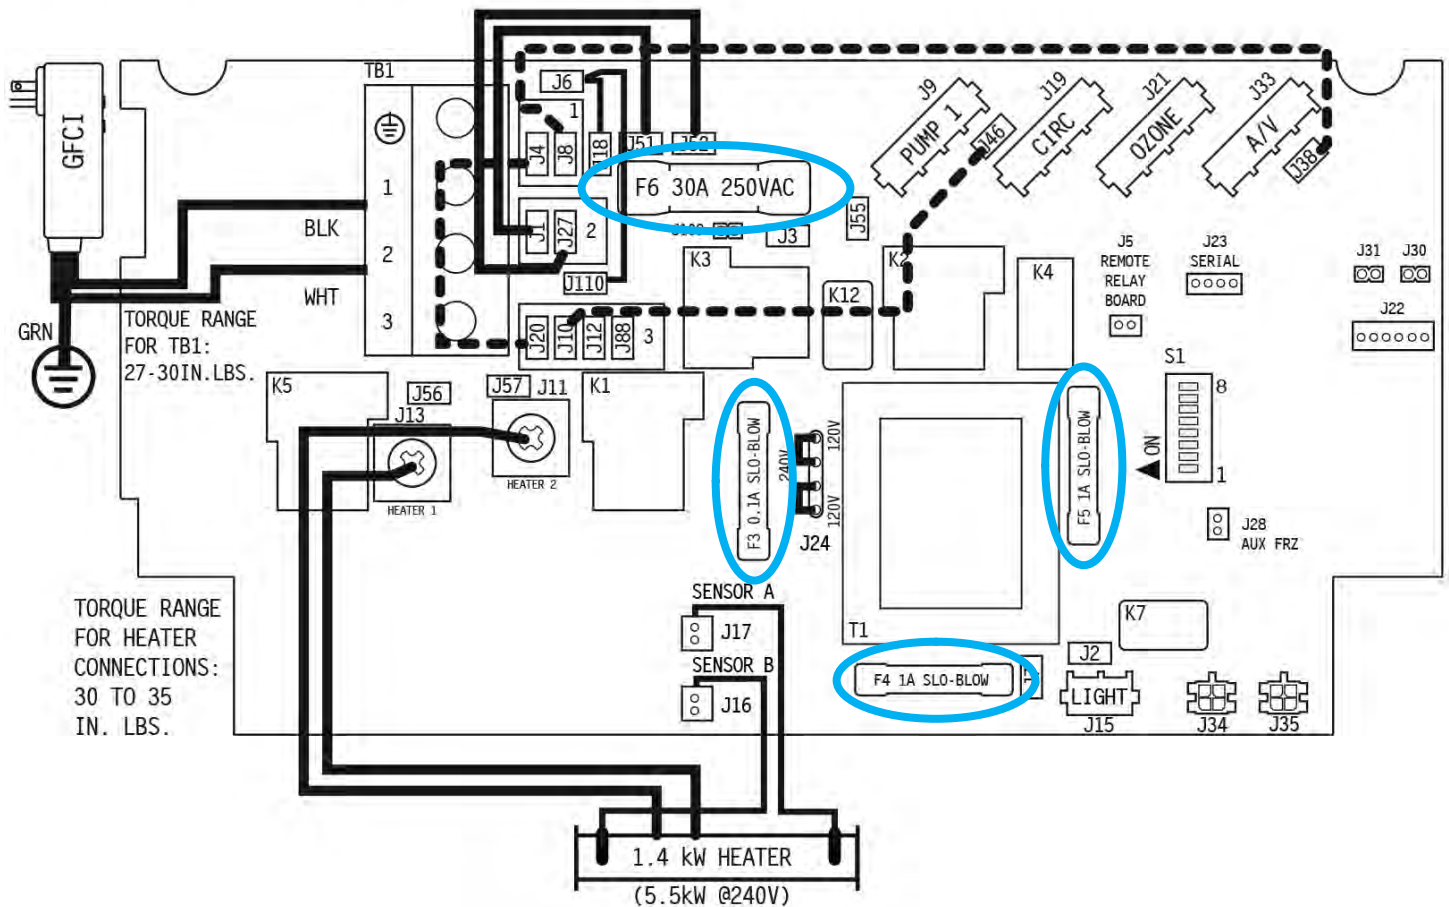 TB1
J6
1
J4
J8
J18
J51
J52
F6 30A 250VAC
J9
PUMP 1
J46
J19
CIRC
J21
OZONE
J33
A/V
J38
GFCI
1
BLK
2
WHT
3
GRN
TORQUE RANGE
FOR TB1:
27-30IN.LBS.
J1
J27
2
J3
J55
J110
K3
K12
K2
K4
J20
J10
J12
J88
3
J5
REMOTE
RELAY
BOARD
J23
SERIAL
J31
J30
J22
K5
J56
J13
HEATER 1
J57
J11
HEATER 2
K1
F3 0.1A SLO-BLOW
240V
120V
120V
J24
T1
F5 1A SLO-BLOW
S1
8
ON
1
J28
AUX FRZ
K7
TORQUE RANGE
FOR HEATER
CONNECTIONS:
30 TO 35
IN. LBS.
SENSOR A
J17
SENSOR B
J16
F4 1A SLO-BLOW
J2
LIGHT
J15
J34
J35
1.4 kW HEATER
(5.5kW @240V)